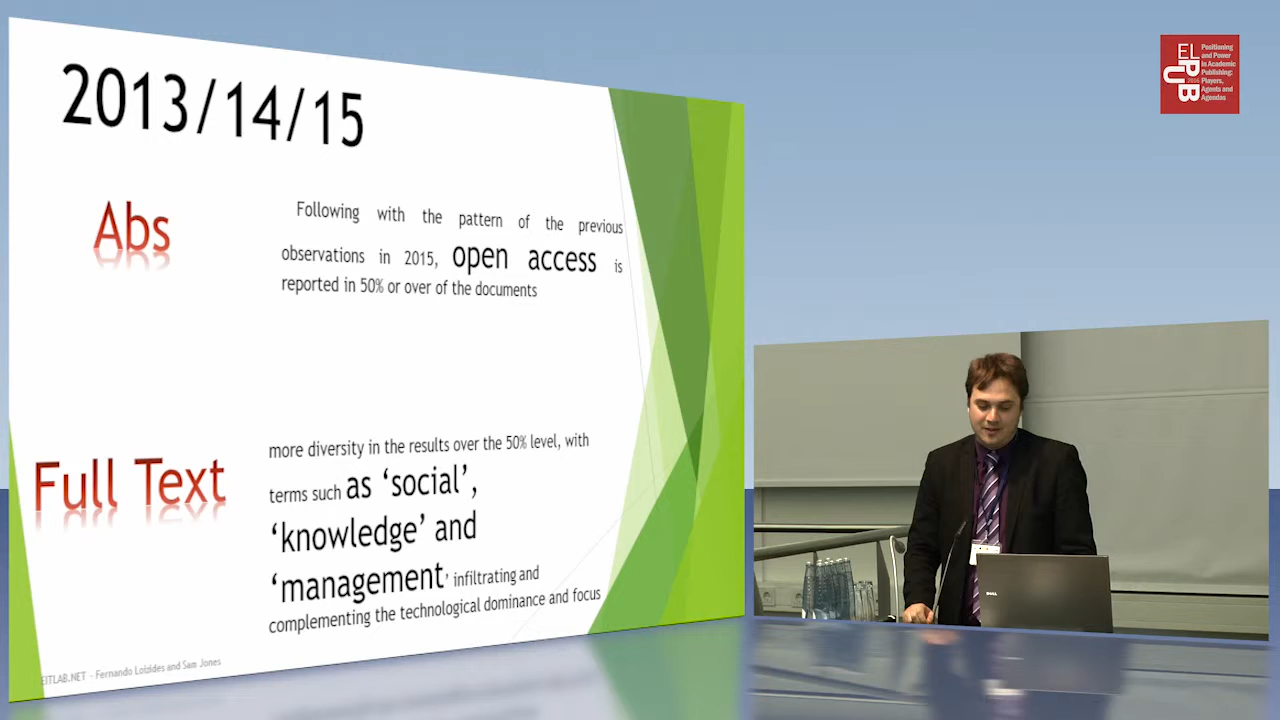 2013/14/15
Abs
Following with the pattern of the previous
observations in 2015, open access is
reported in 50% or over of the documents
Full Text
more diversity in the results over the 50% level, with
terms such as ‘social’,
‘knowledge’ and
‘management’ infiltrating and
complementing the technological dominance and focus
EITLAB.NET - Fernando Loizides and Sam Jones
ELPUB
2016
Positioning
and Power
in Academic
Publishing:
Players,
Agents and
Agendas
DELL